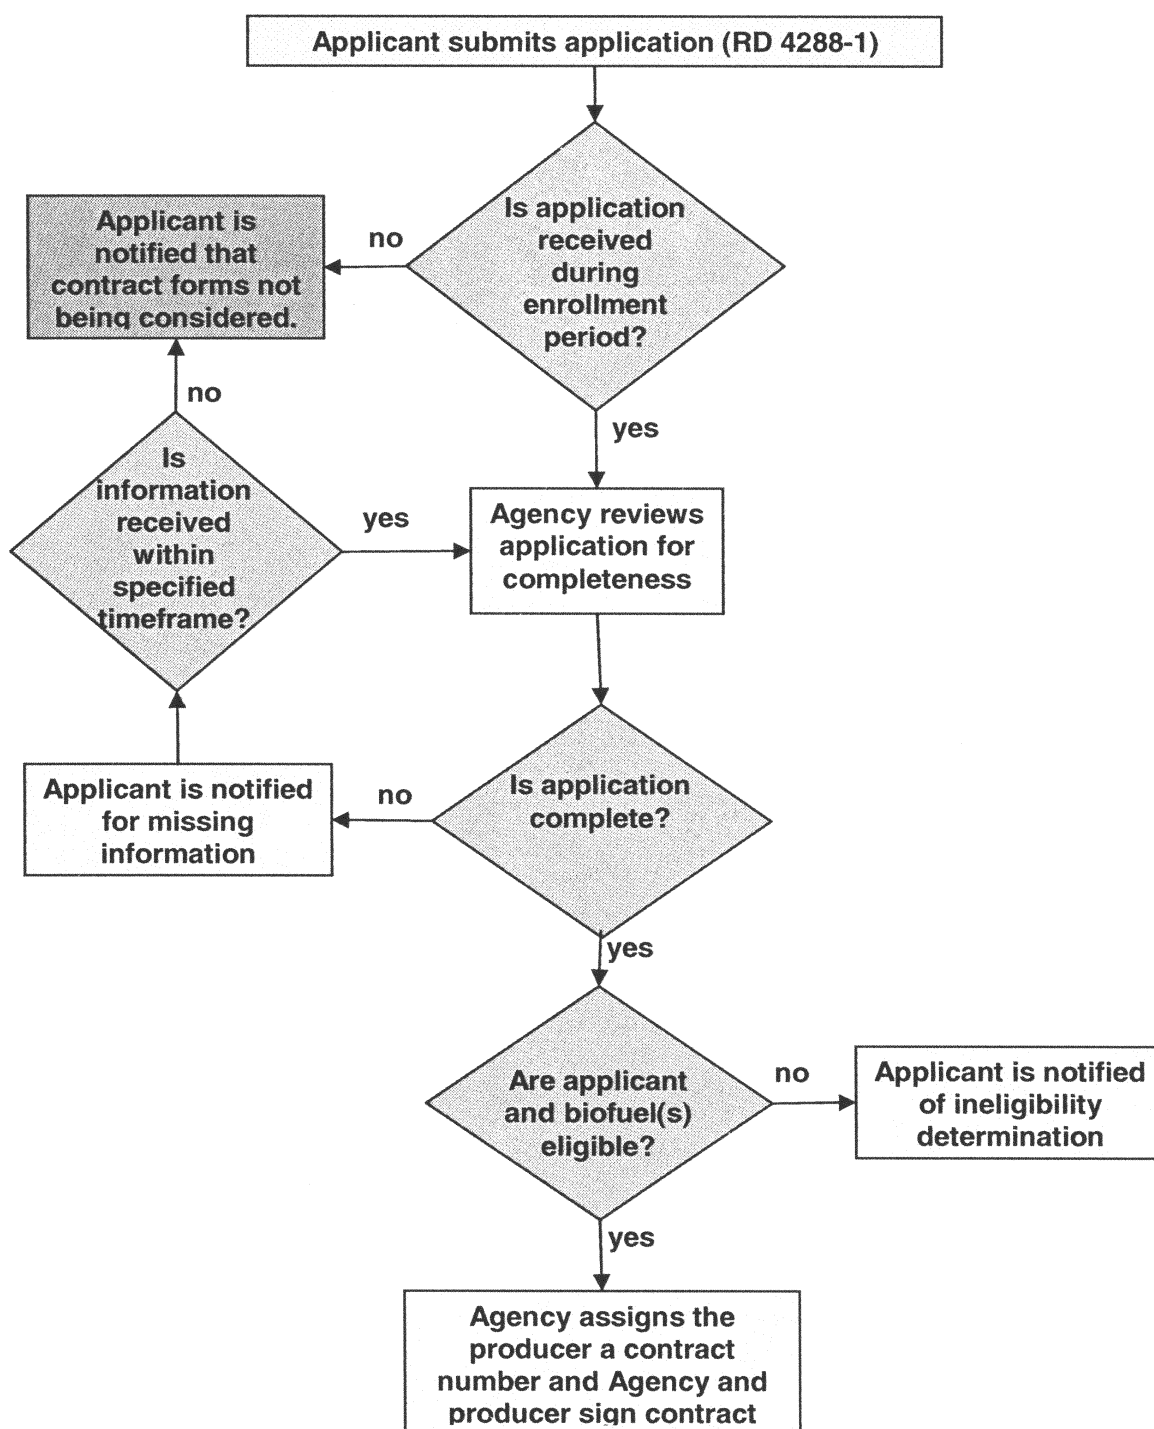 Applicant submits application (RD 4288-1)
Is application
received
during
enrollment
period?
no
Applicant is
notified that
contract forms not
being considered.
no
yes
Is
information
received
within
specified
timeframe?
yes
Agency reviews
application for
completeness
Is application
complete?
no
Applicant is notified
for missing
information
yes
Are applicant
and biofuel(s)
eligible?
no
Applicant is notified
of ineligibility
determination
yes
Agency assigns the
producer a contract
number and Agency and
producer sign contract